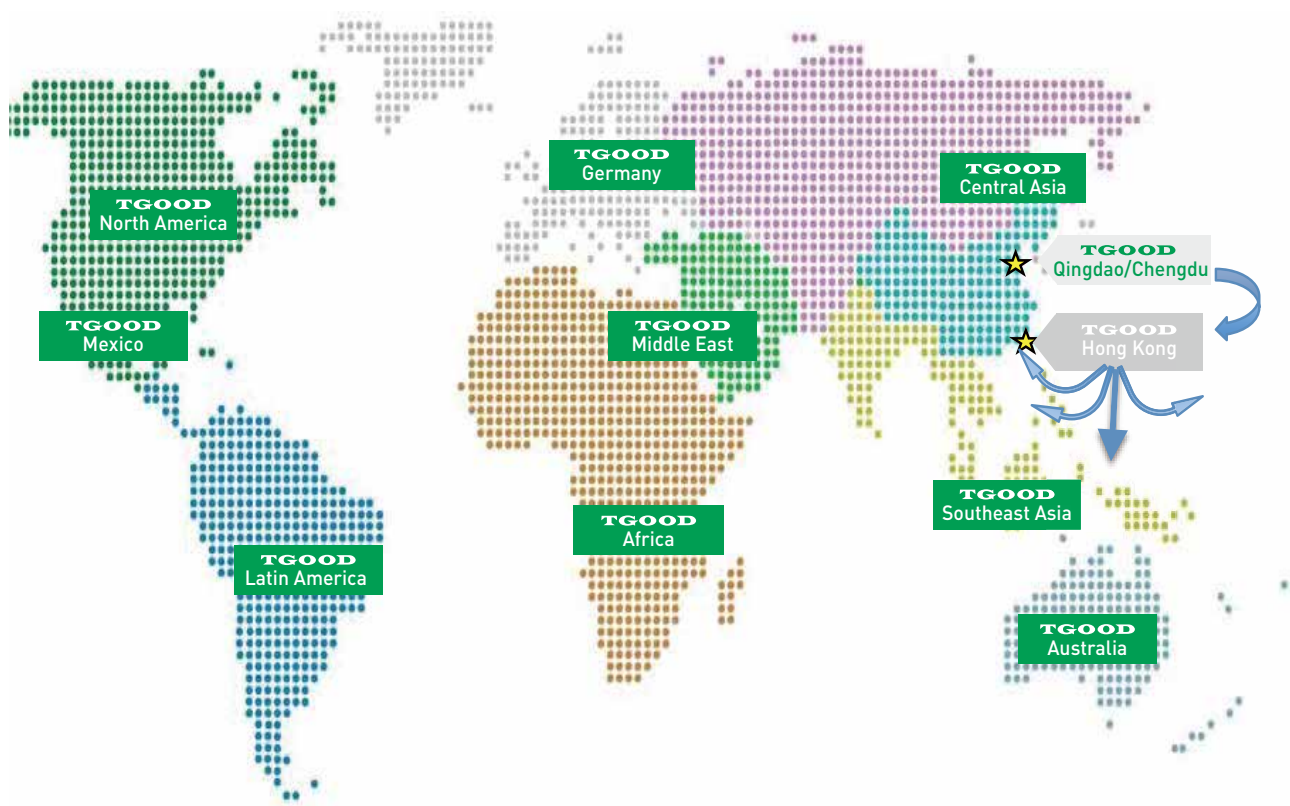 TGOOD
Germany
TGOOD
Central Asia
TGOOD
North America
TGOOD
Qingdao/Chengdu
TGOOD
Mexico
TGOOD
Middle East
TGOOD
Hong Kong
TGOOD
Southeast Asia
TGOOD
Africa
TGOOD
Latin America
TGOOD
Australia